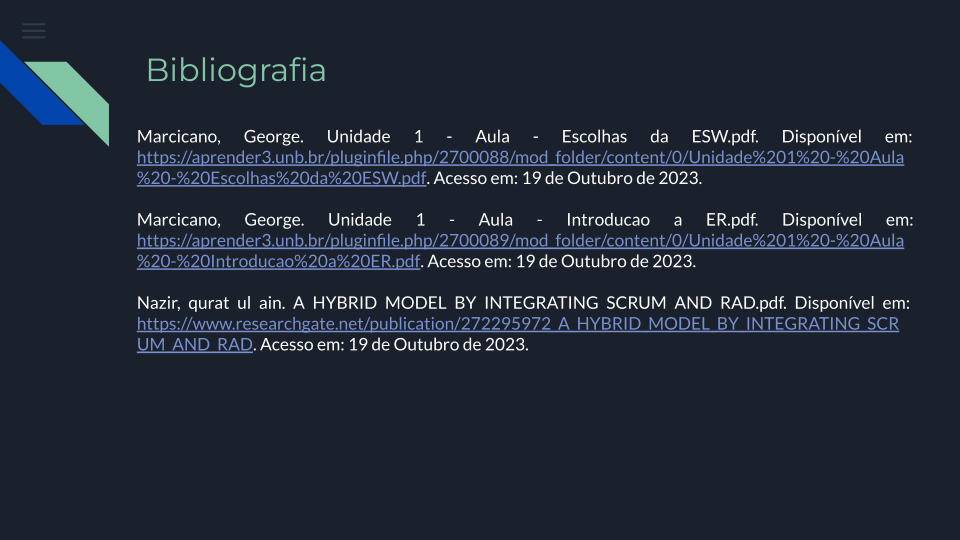 Bibliografia
Marcicano, George. Unidade 1 - Aula - Escolhas da ESW.pdf. Disponível em:
https://aprender3.unb.br/pluginfile.php/2700088/mod_folder/content/0/Unidade%201%20-%20Aula
%20-%20Escolhas%20da%20ESW.pdf. Acesso em: 19 de Outubro de 2023.
Marcicano, George. Unidade 1 - Aula - Introducao a ER.pdf. Disponível em:
https://aprender3.unb.br/pluginfile.php/2700089/mod_folder/content/0/Unidade%201%20-%20Aula
%20-%20Introducao%20a%20ER.pdf. Acesso em: 19 de Outubro de 2023.
Nazir, qurat ul ain. A HYBRID MODEL BY INTEGRATING SCRUM AND RAD.pdf. Disponível em:
https://www.researchgate.net/publication/272295972_A_HYBRID_MODEL_BY_INTEGRATING_SCR
UM_AND_RAD. Acesso em: 19 de Outubro de 2023.